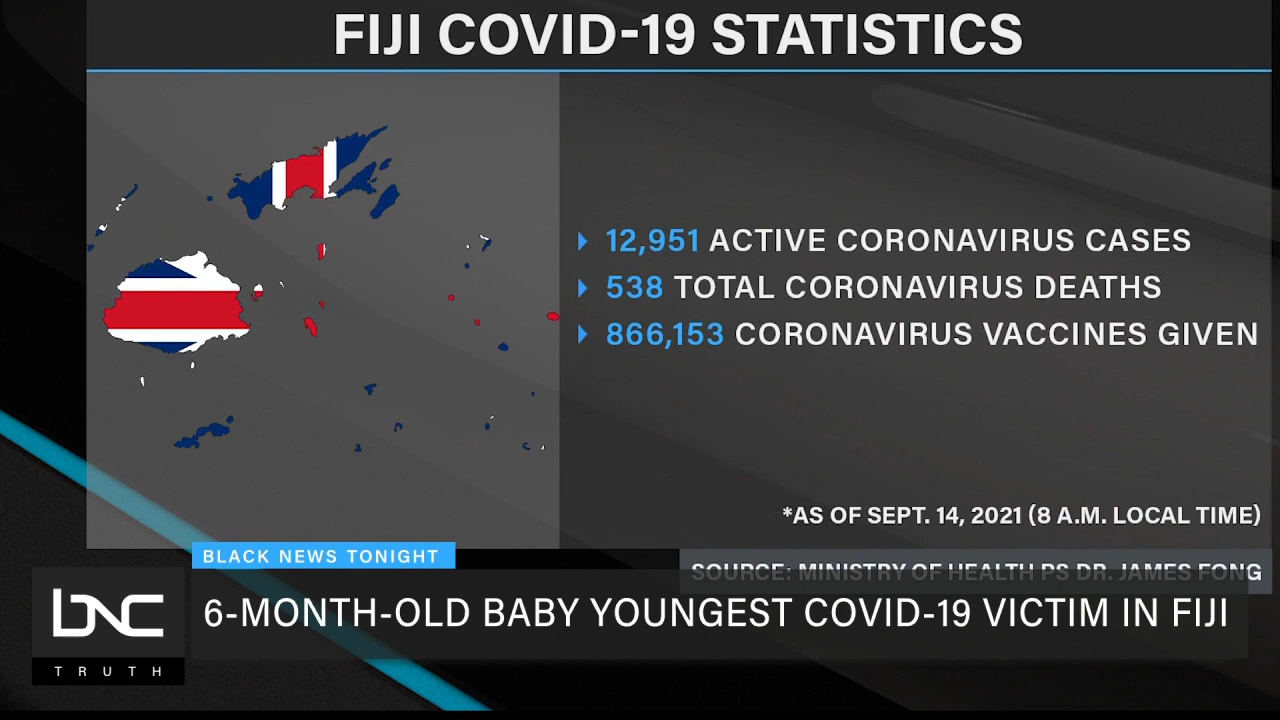 FIJI COVID-19 STATISTICS
12,951 ACTIVE CORONAVIRUS CASES
538 TOTAL CORONAVIRUS DEATHS
866,153 CORONAVIRUS VACCINES GIVEN
*AS OF SEPT. 14, 2021 (8 A.M. LOCAL TIME)
BLACK NEWS TONIGHT
SOURCE: MINISTRY OF HEALTH PS DR. JAMES FONG
BNC
6-MONTH-OLD BABY YOUNGEST COVID-19 VICTIM IN FIJI
TRUTH